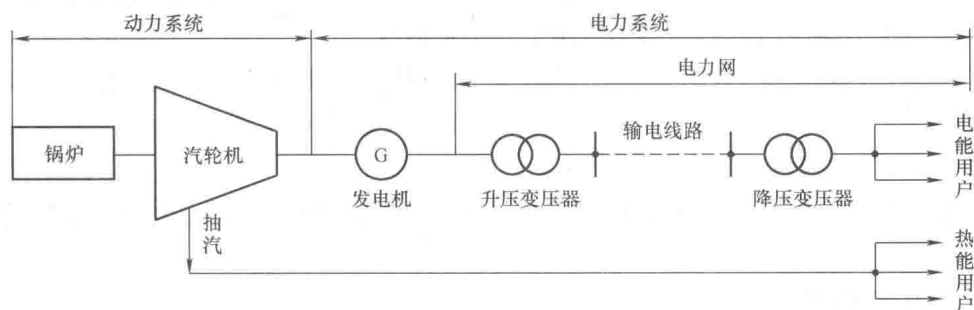 动力系统
电力系统
电力网
锅炉
汽轮机
G
发电机
升压变压器
输电线路
降压变压器
电能用户
抽汽
热能用户